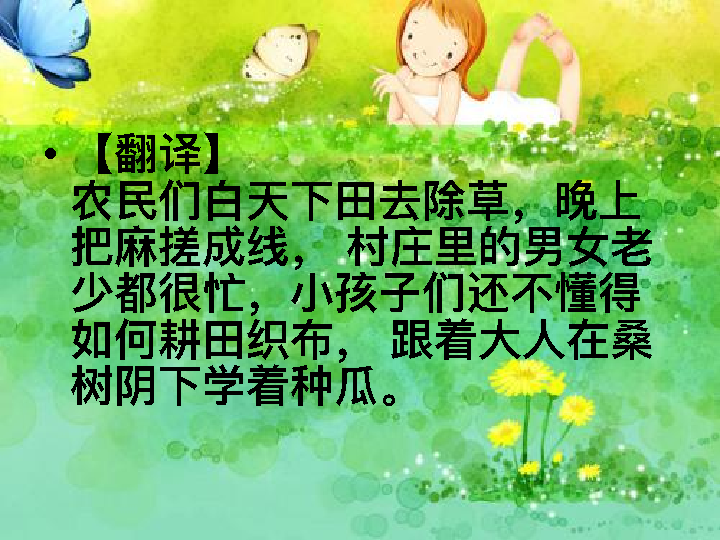 • 【翻译】
农民们白天下田去除草，晚上
把麻搓成线， 村庄里的男女老
少都很忙，小孩子们还不懂得
如何耕田织布， 跟着大人在桑
树阴下学着种瓜。